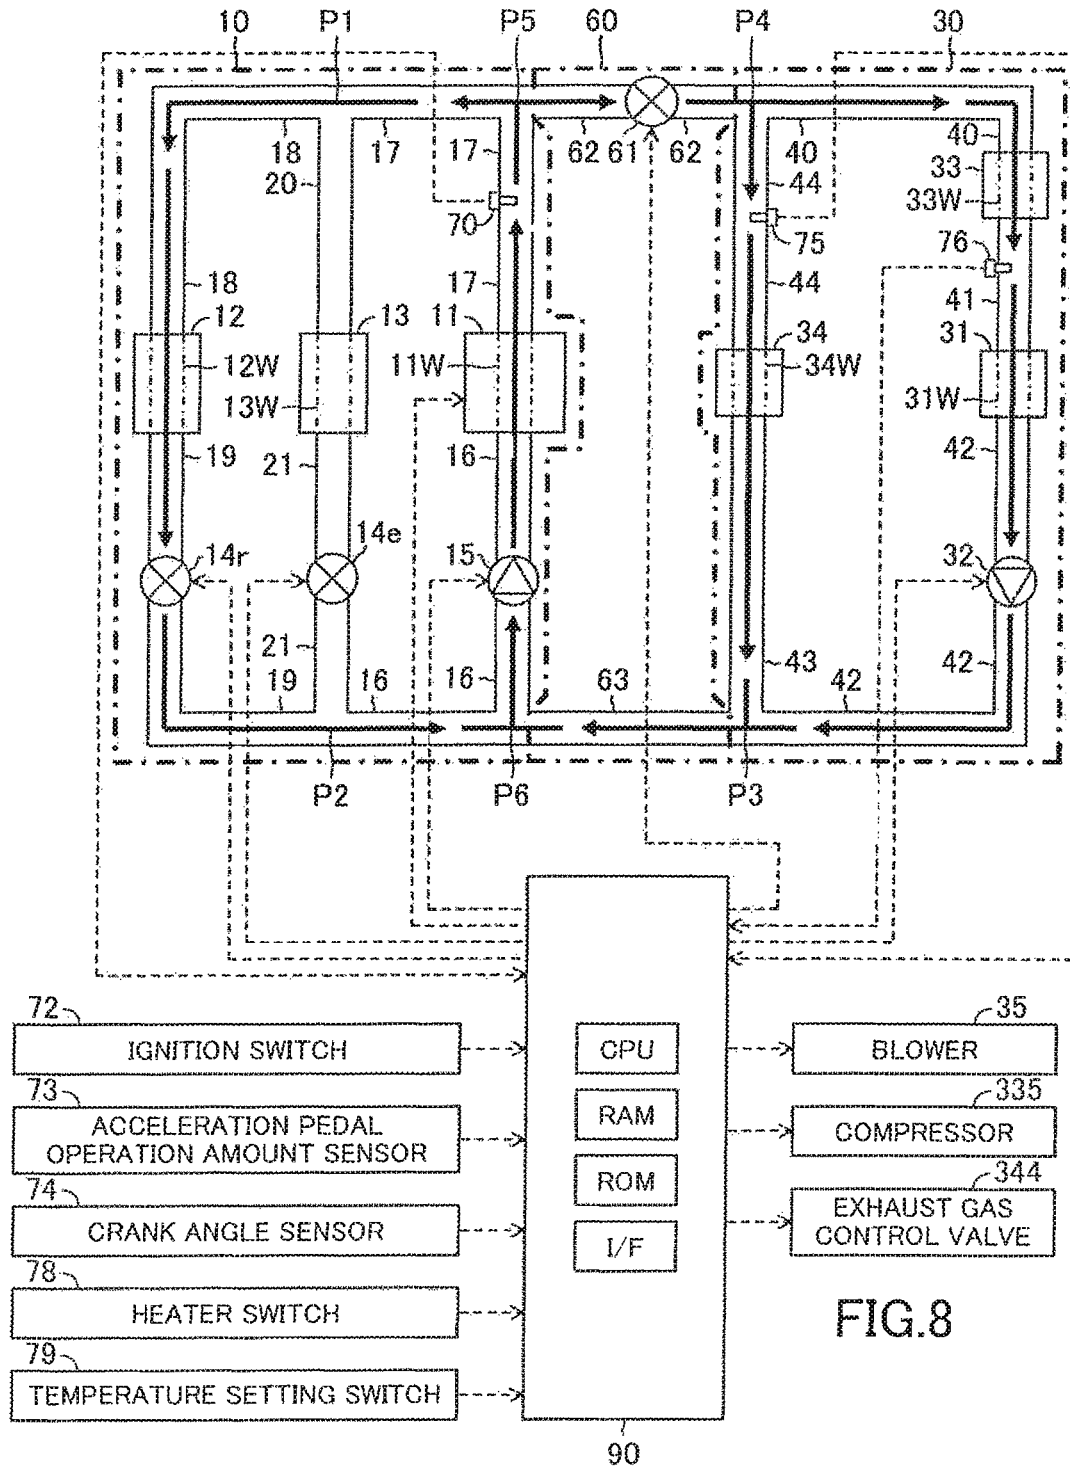 10 P1 P5 60 P4 30
18 18 17 17 62 61 62 40 40
20 44 33
33W
70 75 76
18 17 44 41
12 13 11 34 31
12W 11W 34W
13W 31W
19 21 16 42
14r 14e 15 32
21 16 43 42
19 16 63 42
P2 P6 P3
72 35
IGNITION SWITCH CPU BLOWER
73 335
ACCELERATION PEDAL
OPERATION AMOUNT SENSOR
RAM COMPRESSOR
74 344
CRANK ANGLE SENSOR
ROM EXHAUST GAS
CONTROL VALVE
I/F
78
HEATER SWITCH
FIG.8
79
TEMPERATURE SETTING SWITCH
90